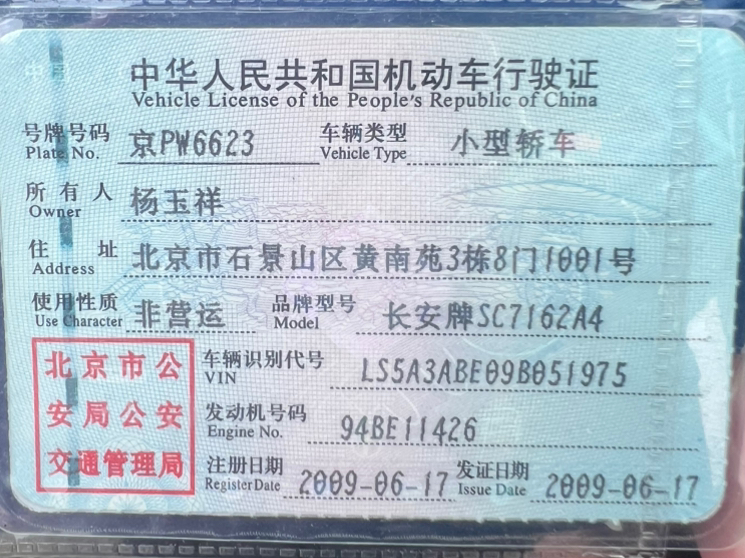 中华人民共和国机动车行驶证
Vehicle License of the People's Republic of China
号牌号码 京PW6623 车辆类型 小型轿车
Plate No. Vehicle Type
所有人 杨玉祥
Owner
住址 北京市石景山区黄南苑3栋8门1001号
Address
使用性质 非营运 品牌型号 长安牌SC7162A4
Use Character Model
北京市公
安局公安
交通管理局
车辆识别代号 LS5A3ABE09B051975
VIN
发动机号码 94BE11426
Engine No.
注册日期 2009-06-17 发证日期 2009-06-17
Register Date Issue Date